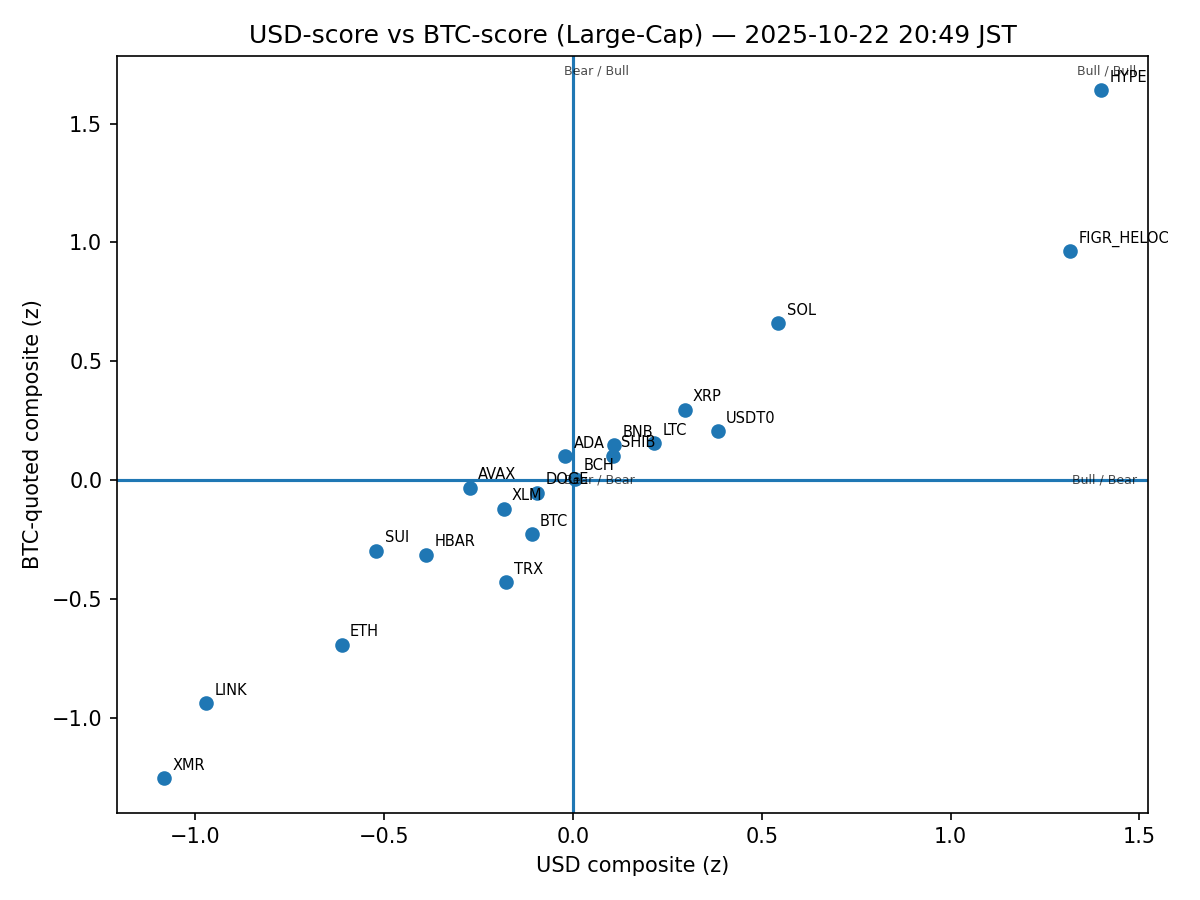 USD-score vs BTC-score (Large-Cap) — 2025-10-22 20:49 JST
Bear / Bull
Bull / Bull
HYPE
1.5
FIGR_HELOC
1.0
SOL
0.5
XRP
USDT0
LTC
BNB
SHIB
ADA
BCH
AVAX
DOGE
0.0
Bear / Bear
Bull / Bear
XLM
BTC
SUI
HBAR
TRX
−0.5
ETH
LINK
−1.0
XMR
BTC-quoted composite (z)
−1.0 −0.5 0.0 0.5 1.0 1.5
USD composite (z)